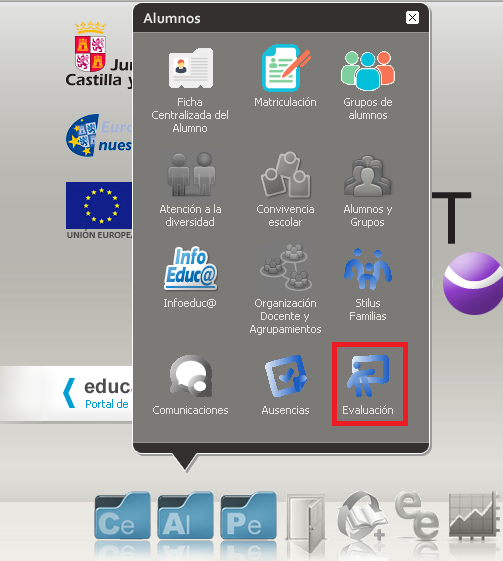 Alumnos
Jun
Castilla y
Euro
nues
UNIÓN EUROPEA
Ficha
Centralizada del
Alumno
Matriculación
Grupos de
alumnos
Atención a la
diversidad
Convivencia
escolar
Alumnos y
Grupos
T
Info
Educ@
Infoeduc@
Organización
Docente y
Agrupamientos
Stilus
Familias
educa
Portal de
Comunicaciones
Ausencias
Evaluación
Ce
Al
Pe
ee